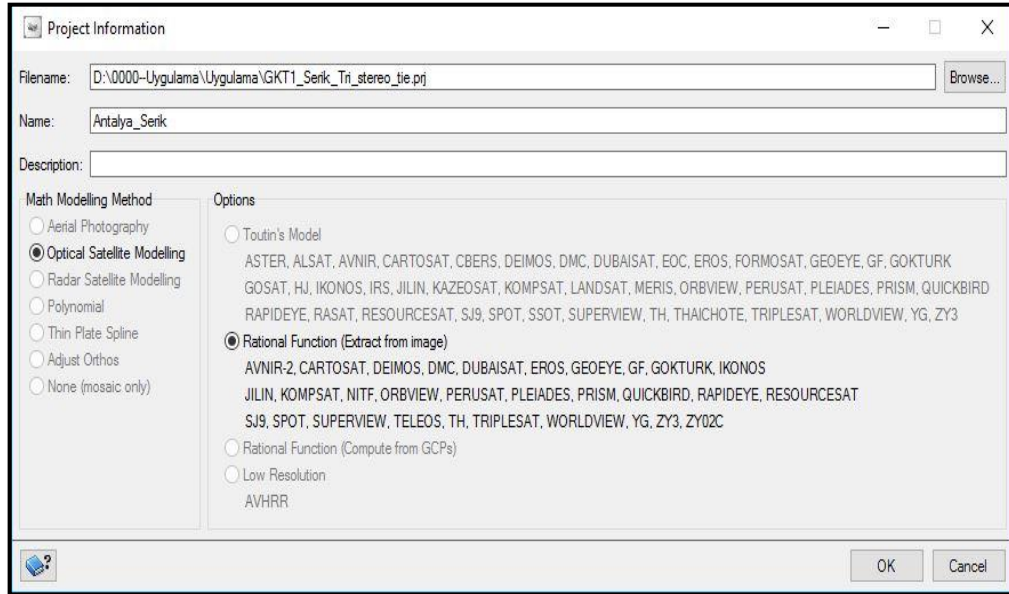 Project Information
Filename: D:\0000--Uygulama\Uygulama\GKT1_Serik_Tri_stereo_tie.prj Browse...
Name: Antalya_Serik
Description:
Math Modelling Method
Aerial Photography
Optical Satellite Modelling
Radar Satellite Modelling
Polynomial
Thin Plate Spline
Adjust Orthos
None (mosaic only)
Options
Toutin's Model
ASTER, ALSAT, AVNIR, CARTOSAT, CBERS, DEIMOS, DMC, DUBAISAT, EOC, EROS, FORMOSAT, GEOEYE, GF, GOKTURK
GOSAT, HJ, IKONOS, IRS, JILIN, KAZEOSAT, KOMPSAT, LANDSAT, MERIS, ORBVIEW, PERUSAT, PLEIADES, PRISM, QUICKBIRD
RAPIDEYE, RASAT, RESOURCESAT, SJ9, SPOT, SSOT, SUPERVIEW, TH, THAICHOTE, TRIPLESAT, WORLDVIEW, YG, ZY3
Rational Function (Extract from image)
AVNIR-2, CARTOSAT, DEIMOS, DMC, DUBAISAT, EROS, GEOEYE, GF, GOKTURK, IKONOS
JILIN, KOMPSAT, NITF, ORBVIEW, PERUSAT, PLEIADES, PRISM, QUICKBIRD, RAPIDEYE, RESOURCESAT
SJ9, SPOT, SUPERVIEW, TELEOS, TH, TRIPLESAT, WORLDVIEW, YG, ZY3, ZY02C
Rational Function (Compute from GCPs)
Low Resolution
AVHRR
OK Cancel